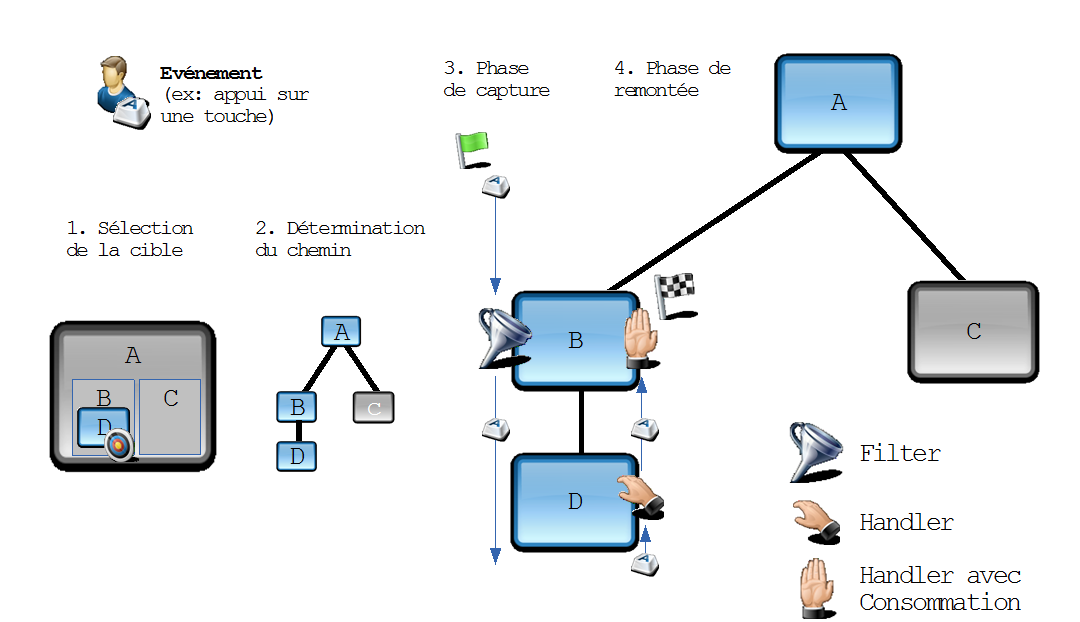 Evénement
(ex: appui sur
une touche)
3. Phase
de capture
4. Phase de
remontée
A
1. Sélection
de la cible
2. Détermination
du chemin
A
B
C
D
A
B
C
D
A
A
B
C
A
A
D
A
Filter
Handler
Handler avec
Consommation